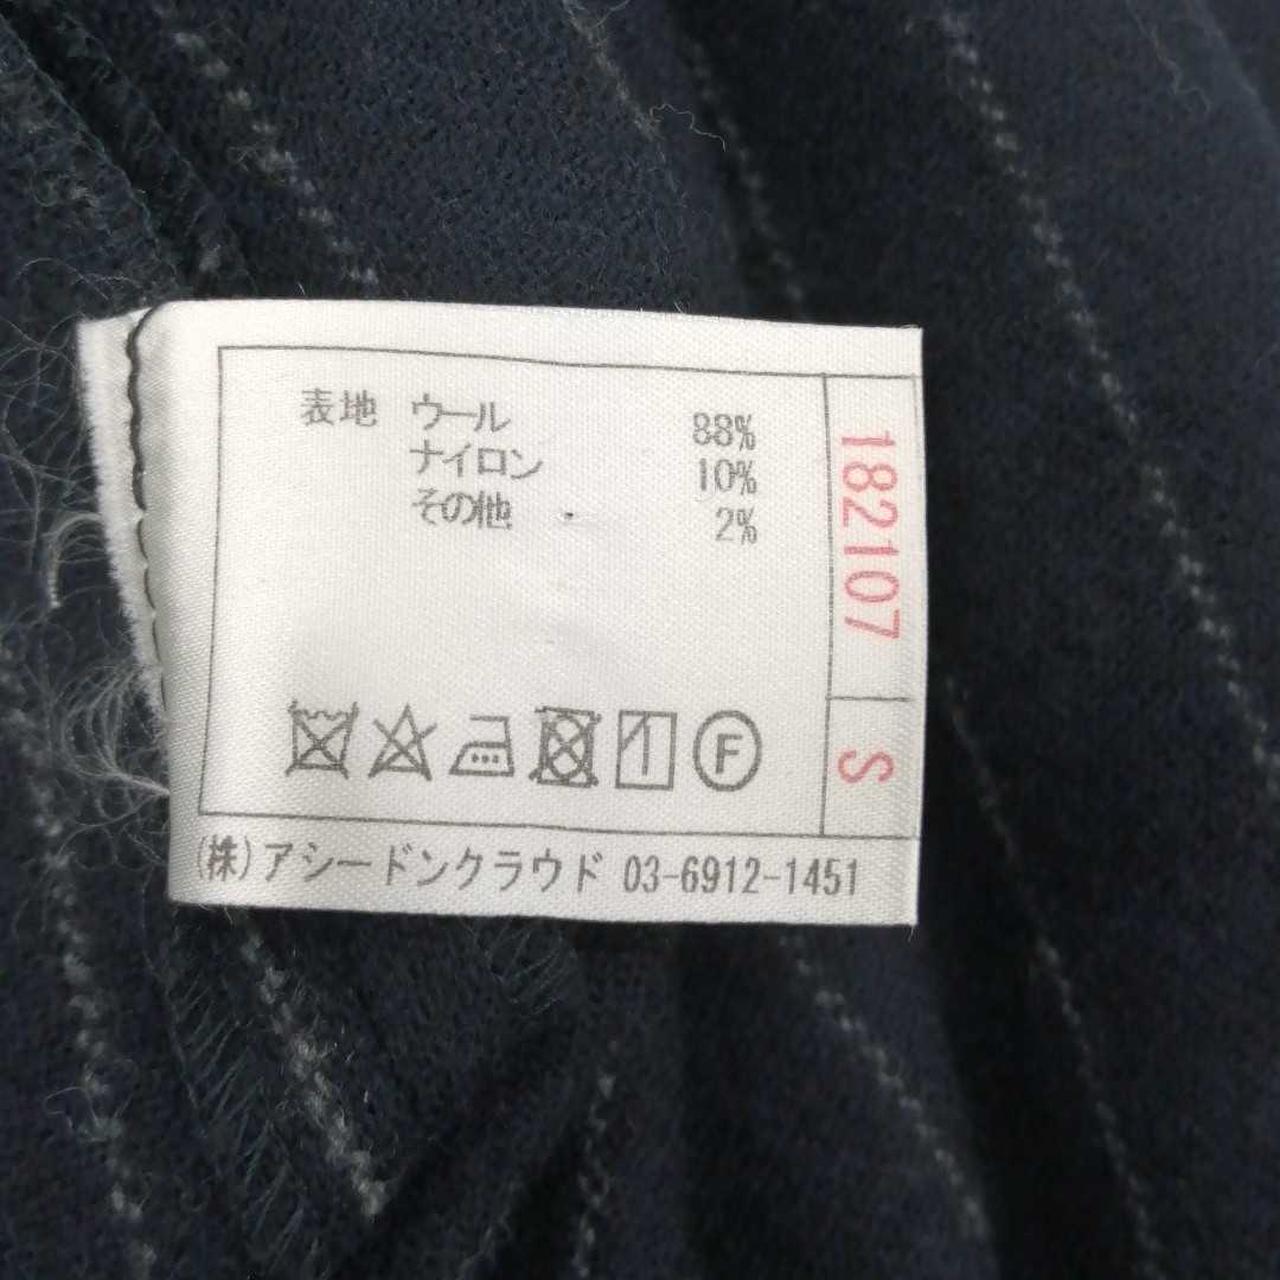 表地 ウール 88%
ナイロン 10%
その他 2%
182107
S
F
(株)アシードンクラウド 03-6912-1451